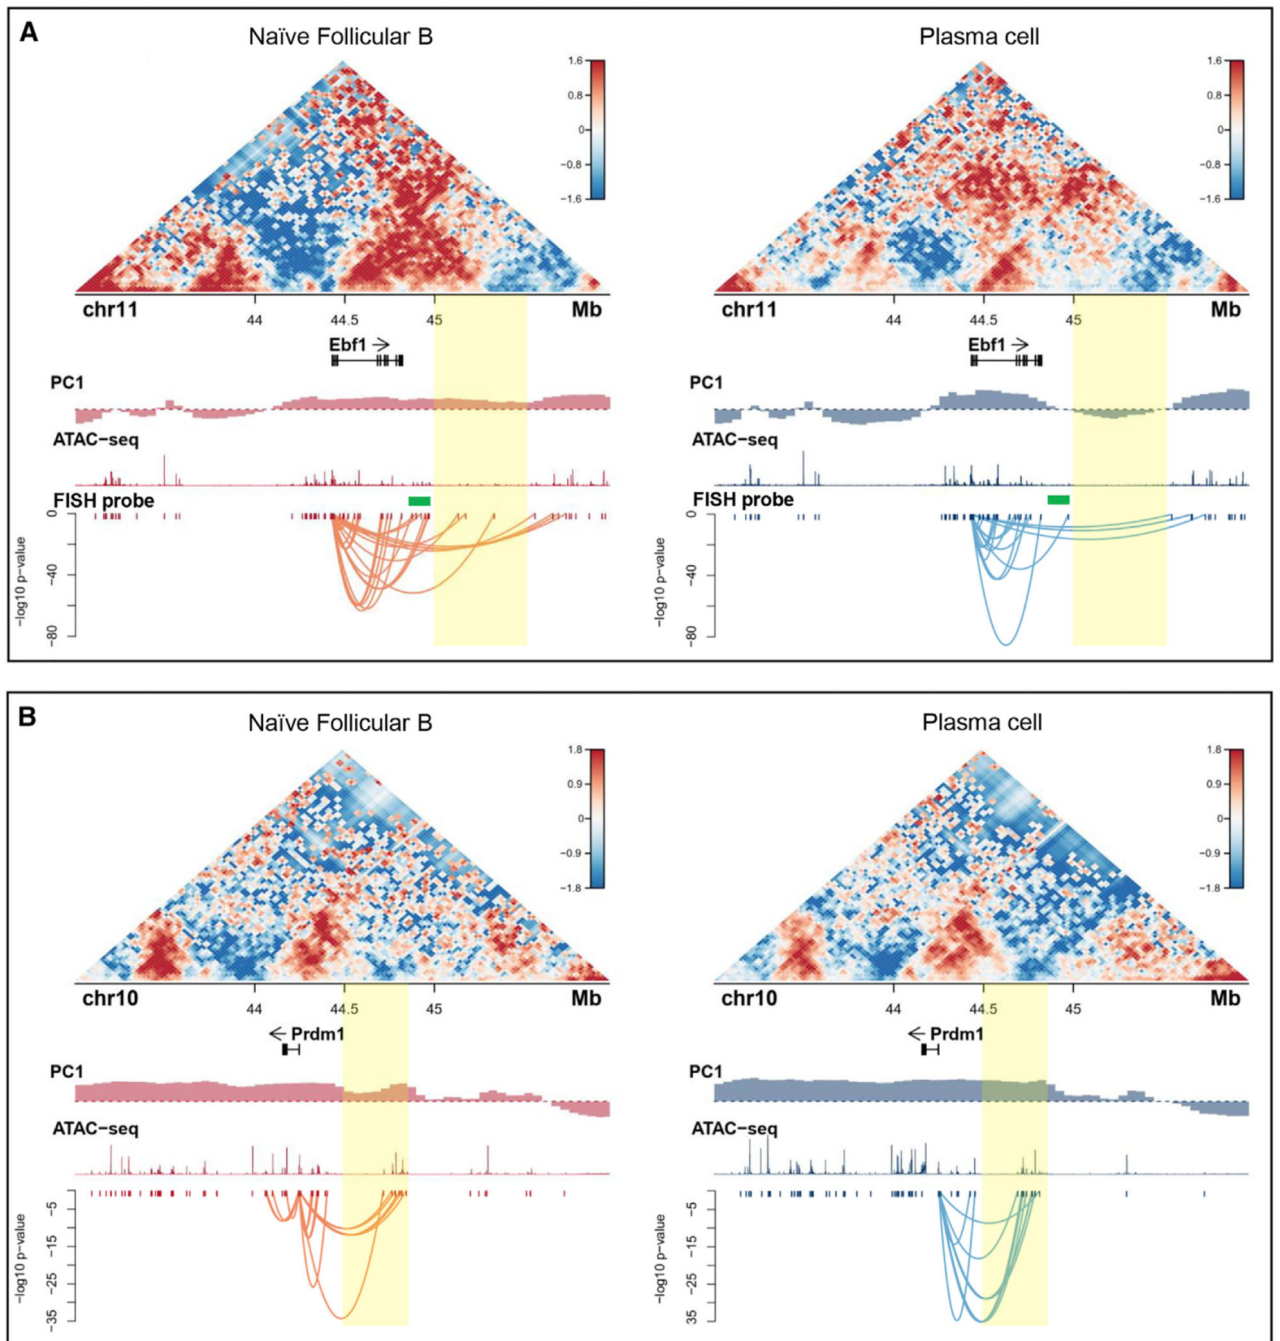 A
Naïve Follicular B
Plasma cell
1.6
0.8
0
−0.8
−1.6
1.6
0.8
0
−0.8
−1.6
chr11
44
44.5
45
Mb
chr11
44
44.5
45
Mb
Ebf1
Ebf1
PC1
PC1
ATAC−seq
ATAC−seq
FISH probe
FISH probe
−log10 p−value
0
−40
−80
−log10 p−value
0
−40
−80
B
Naïve Follicular B
Plasma cell
1.8
0.9
0
−0.9
−1.8
1.8
0.9
0
−0.9
−1.8
chr10
44
44.5
45
Mb
chr10
44
44.5
45
Mb
Prdm1
Prdm1
PC1
PC1
ATAC−seq
ATAC−seq
−log10 p−value
−5
−15
−25
−35
−log10 p−value
−5
−15
−25
35